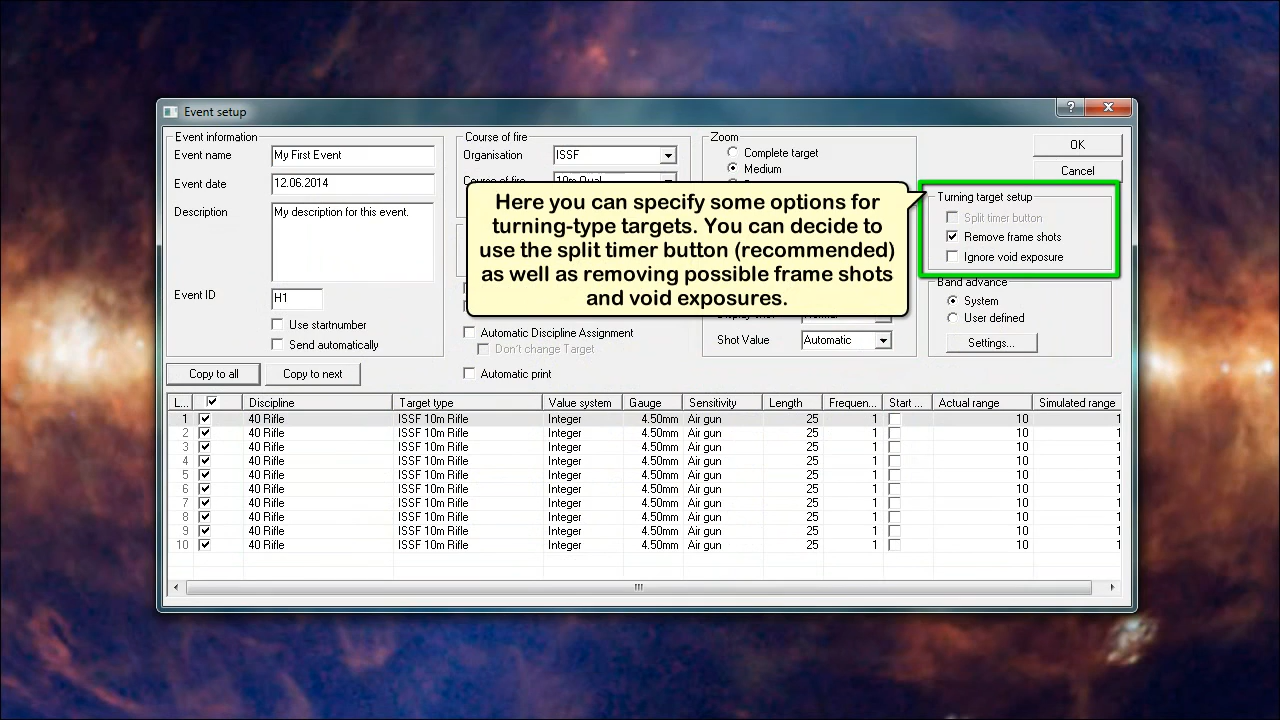 Event setup
?
X
Event information
Event name
My First Event
Event date
12.06.2014
Description
My description for this event.
Event ID
H1
Use startnumber
Send automatically
Copy to all
Copy to next
Course of fire
Organisation
ISSF
Automatic Discipline Assignment
Don't change Target
Automatic print
Zoom
Complete target
Medium
Shot Value
Automatic
OK
Cancel
Here you can specify some options for
turning-type targets. You can decide to
use the split timer button (recommended)
as well as removing possible frame shots
and void exposures.
Turning target setup
Split timer button
Remove frame shots
Ignore void exposure
Band advance
System
User defined
Settings...
L... Discipline Target type Value system Gauge Sensitivity Length Frequen... Start ... Actual range Simulated range
1 40 Rifle ISSF 10m Rifle Integer 4.50mm Air gun 25 1 10 1
2 40 Rifle ISSF 10m Rifle Integer 4.50mm Air gun 25 1 10 1
3 40 Rifle ISSF 10m Rifle Integer 4.50mm Air gun 25 1 10 1
4 40 Rifle ISSF 10m Rifle Integer 4.50mm Air gun 25 1 10 1
5 40 Rifle ISSF 10m Rifle Integer 4.50mm Air gun 25 1 10 1
6 40 Rifle ISSF 10m Rifle Integer 4.50mm Air gun 25 1 10 1
7 40 Rifle ISSF 10m Rifle Integer 4.50mm Air gun 25 1 10 1
8 40 Rifle ISSF 10m Rifle Integer 4.50mm Air gun 25 1 10 1
9 40 Rifle ISSF 10m Rifle Integer 4.50mm Air gun 25 1 10 1
10 40 Rifle ISSF 10m Rifle Integer 4.50mm Air gun 25 1 10 1